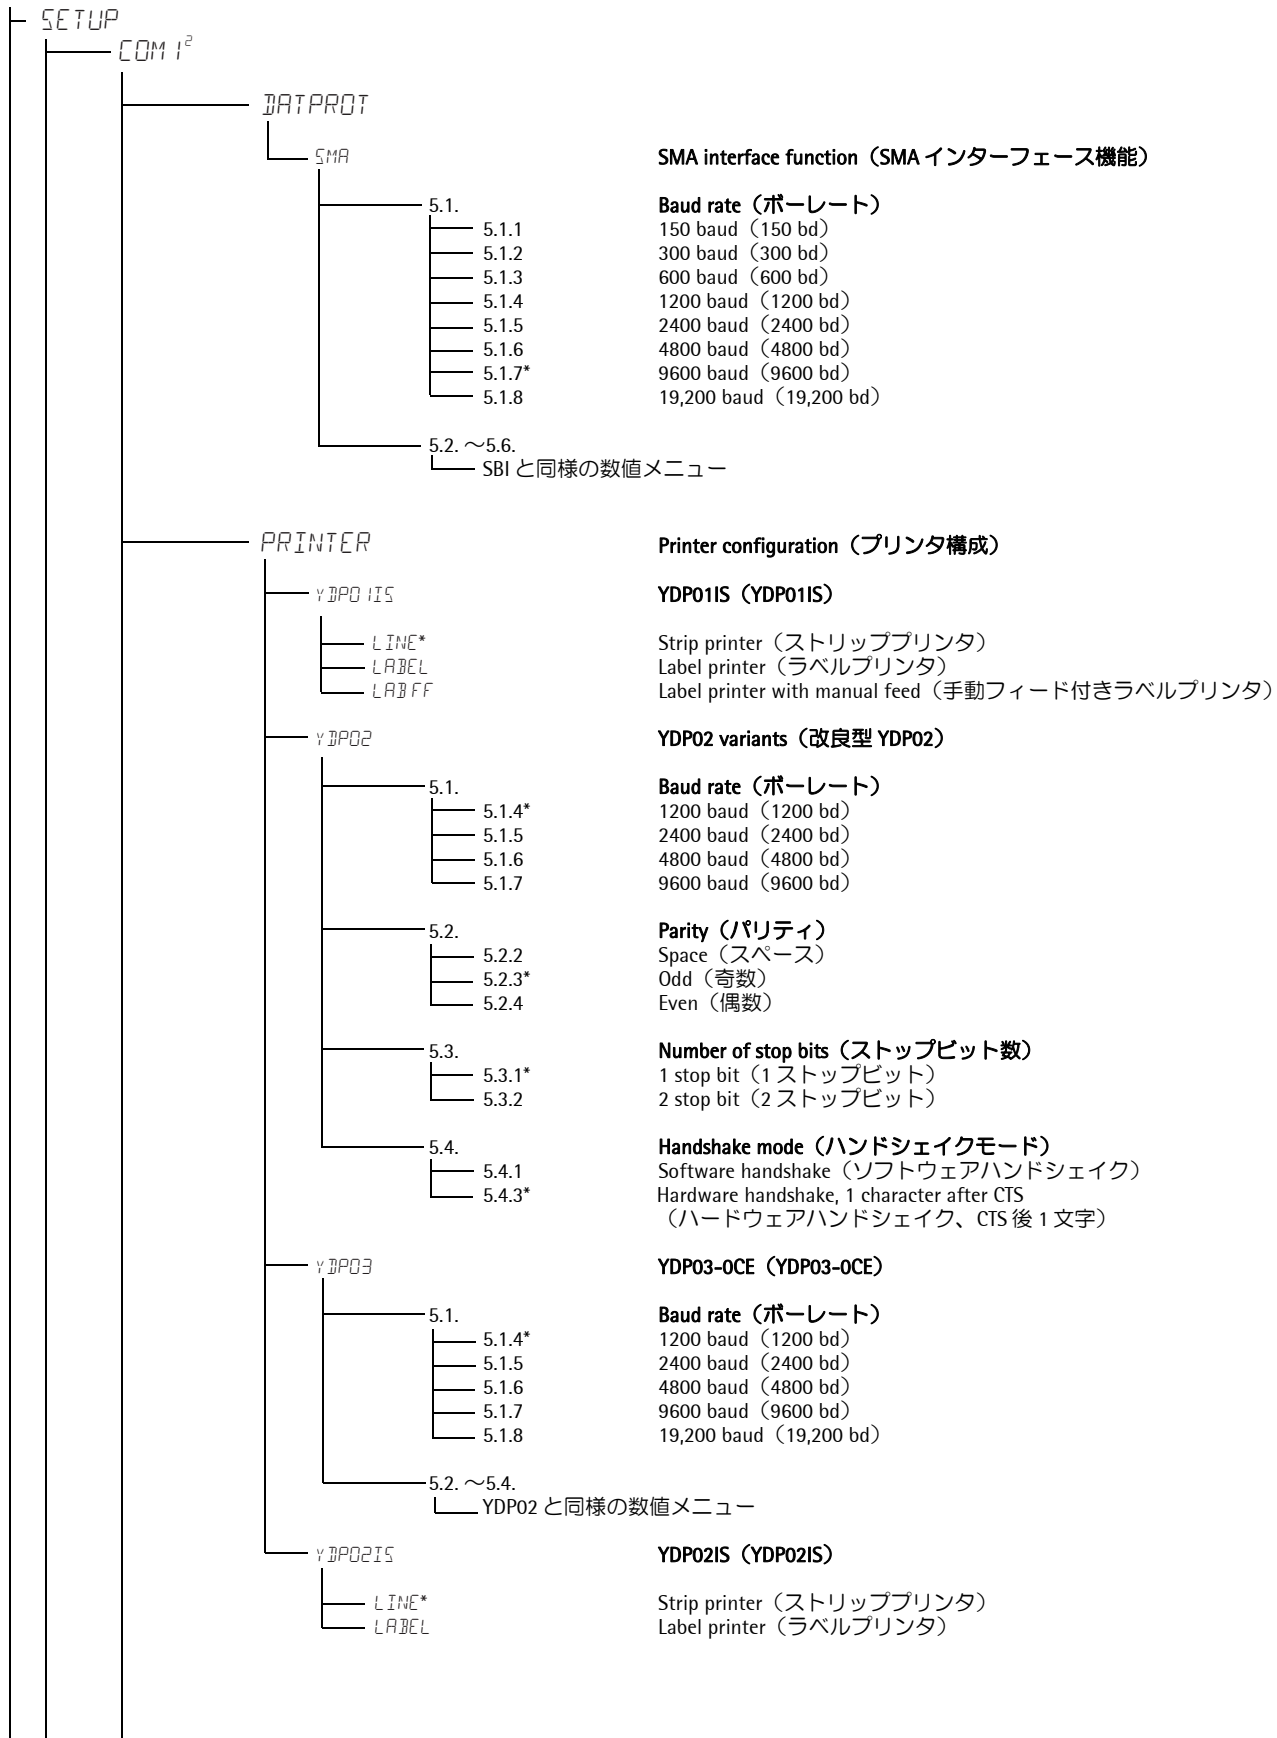 SETUP
COM1²
DATPROT
SMA SMA interface function（SMA インターフェース機能）
5.1. Baud rate（ボーレート）
5.1.1 150 baud（150 bd）
5.1.2 300 baud（300 bd）
5.1.3 600 baud（600 bd）
5.1.4 1200 baud（1200 bd）
5.1.5 2400 baud（2400 bd）
5.1.6 4800 baud（4800 bd）
5.1.7* 9600 baud（9600 bd）
5.1.8 19,200 baud（19,200 bd）
5.2. ～5.6.
SBI と同様の数値メニュー
PRINTER Printer configuration（プリンタ構成）
YDP01IS YDP01IS（YDP01IS）
LINE* Strip printer（ストリッププリンタ）
LABEL Label printer（ラベルプリンタ）
LABFF Label printer with manual feed（手動フィード付きラベルプリンタ）
YDP02 YDP02 variants（改良型 YDP02）
5.1. Baud rate（ボーレート）
5.1.4* 1200 baud（1200 bd）
5.1.5 2400 baud（2400 bd）
5.1.6 4800 baud（4800 bd）
5.1.7 9600 baud（9600 bd）
5.2. Parity（パリティ）
5.2.2 Space（スペース）
5.2.3* Odd（奇数）
5.2.4 Even（偶数）
5.3. Number of stop bits（ストップビット数）
5.3.1* 1 stop bit（1 ストップビット）
5.3.2 2 stop bit（2 ストップビット）
5.4. Handshake mode（ハンドシェイクモード）
5.4.1 Software handshake（ソフトウェアハンドシェイク）
5.4.3* Hardware handshake, 1 character after CTS
（ハードウェアハンドシェイク、CTS 後 1 文字）
YDP03 YDP03-0CE（YDP03-0CE）
5.1. Baud rate（ボーレート）
5.1.4* 1200 baud（1200 bd）
5.1.5 2400 baud（2400 bd）
5.1.6 4800 baud（4800 bd）
5.1.7 9600 baud（9600 bd）
5.1.8 19,200 baud（19,200 bd）
5.2. ～5.4.
YDP02 と同様の数値メニュー
YDP02IS YDP02IS（YDP02IS）
LINE* Strip printer（ストリッププリンタ）
LABEL Label printer（ラベルプリンタ）